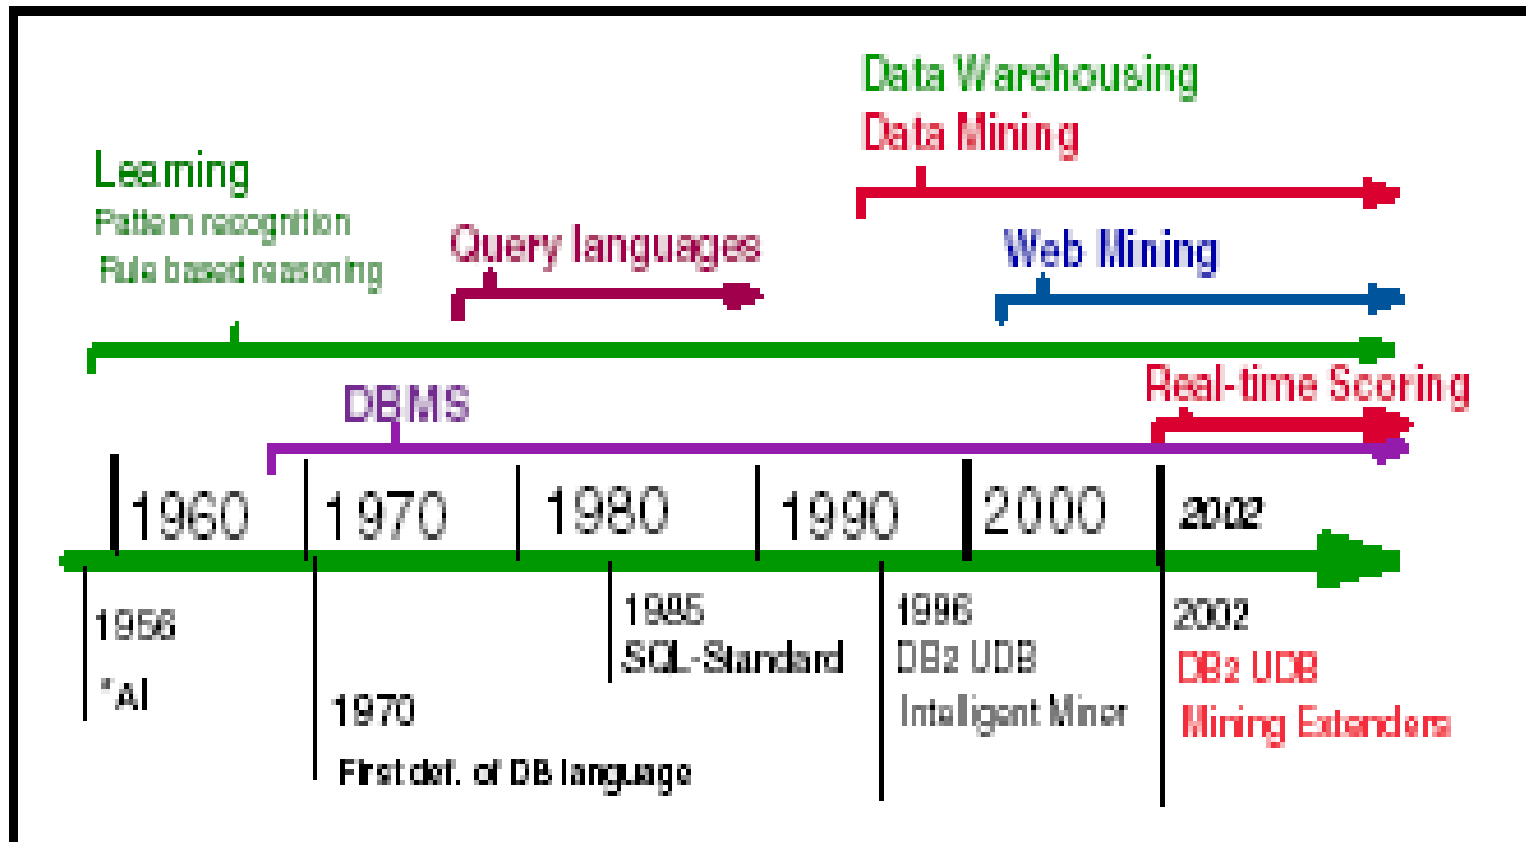 Data Warehousing
Data Mining
Learning
Pattern recognition
Rule based reasoning
Query languages
Web Mining
DBMS
Real-time Scoring
1960
1970
1980
1990
2000
2002
1956
*AI
1970
First def. of DB language
1985
SQL-Standard
1996
DB2 UDB
Intelligent Miner
2002
DB2 UDB
Mining Extenders